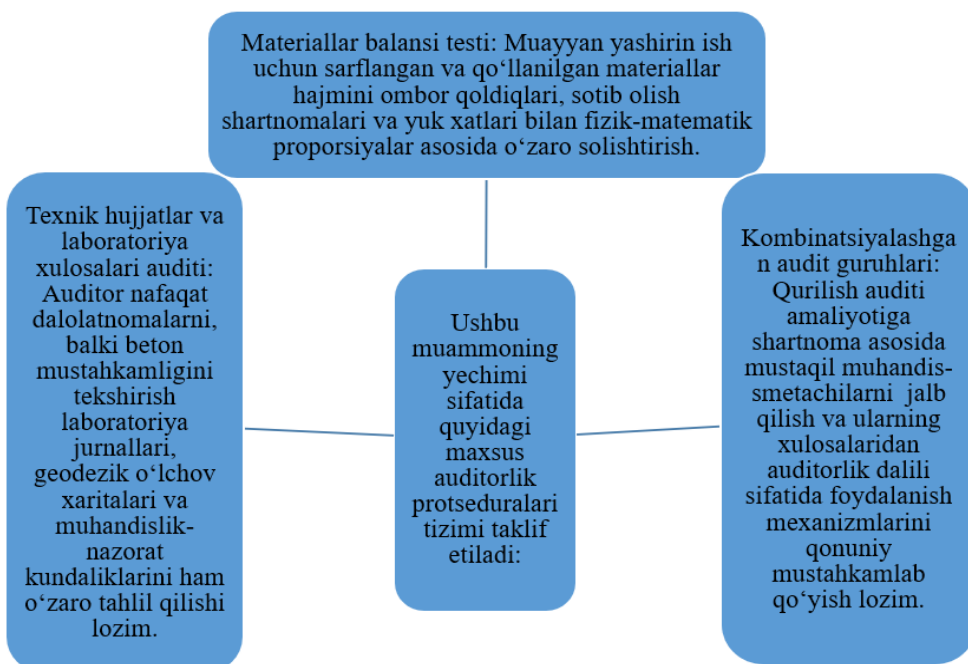 Materiallar balansi testi: Muayyan yashirin ish
uchun sarflangan va qo‘llanilgan materiallar
hajmini ombor qoldiqlari, sotib olish
shartnomalari va yuk xatlari bilan fizik-matematik
proporsiyalar asosida o‘zaro solishtirish.
Texnik hujjatlar va
laboratoriya
xulosalari auditi:
Auditor nafaqat
dalolatnomalarni,
balki beton
mustahkamligini
tekshirish
laboratoriya
jurnallari,
geodezik o‘lchov
xaritalari va
muhandislik-
nazorat
kundaliklarini ham
o‘zaro tahlil qilishi
lozim.
Ushbu
muammoning
yechimi
sifatida
quyidagi
maxsus
auditorlik
protseduralari
tizimi taklif
etiladi:
Kombinatsiyalashga
n audit guruhlari:
Qurilish auditi
amaliyotiga
shartnoma asosida
mustaqil muhandis-
smetachilarni jalb
qilish va ularning
xulosalaridan
auditorlik dalili
sifatida foydalanish
mexanizmlarini
qonuniy
mustahkamlab
qo‘yish lozim.